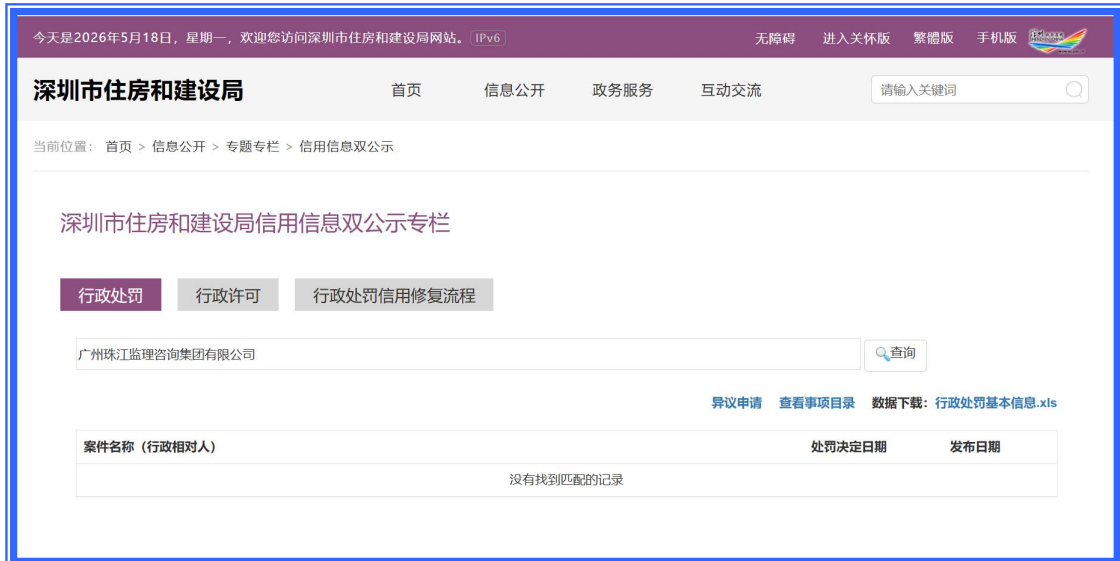 今天是2026年5月18日，星期一，欢迎您访问深圳市住房和建设局网站。 IPv6 无障碍 进入关怀版 繁體版 手机版
深圳市住房和建设局 首页 信息公开 政务服务 互动交流 请输入关键词
当前位置： 首页 > 信息公开 > 专题专栏 > 信用信息双公示
深圳市住房和建设局信用信息双公示专栏
行政处罚 行政许可 行政处罚信用修复流程
广州珠江监理咨询集团有限公司 查询
异议申请 查看事项目录 数据下载：行政处罚基本信息.xls
案件名称（行政相对人） 处罚决定日期 发布日期
没有找到匹配的记录